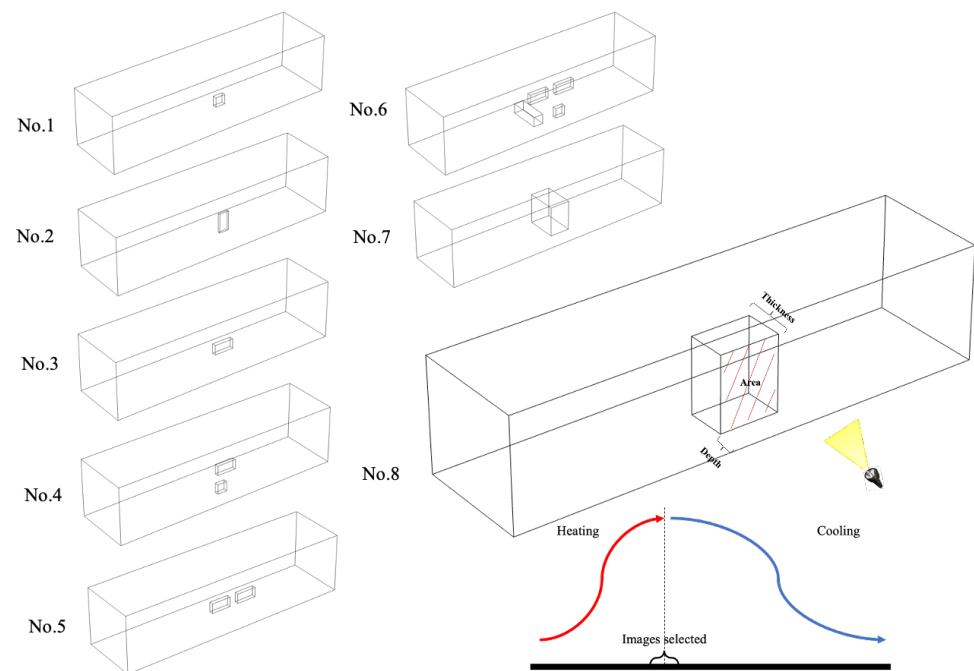 No.1
No.2
No.3
No.4
No.5
No.6
No.7
No.8
Thickness
Area
Depth
Heating
Cooling
Images selected